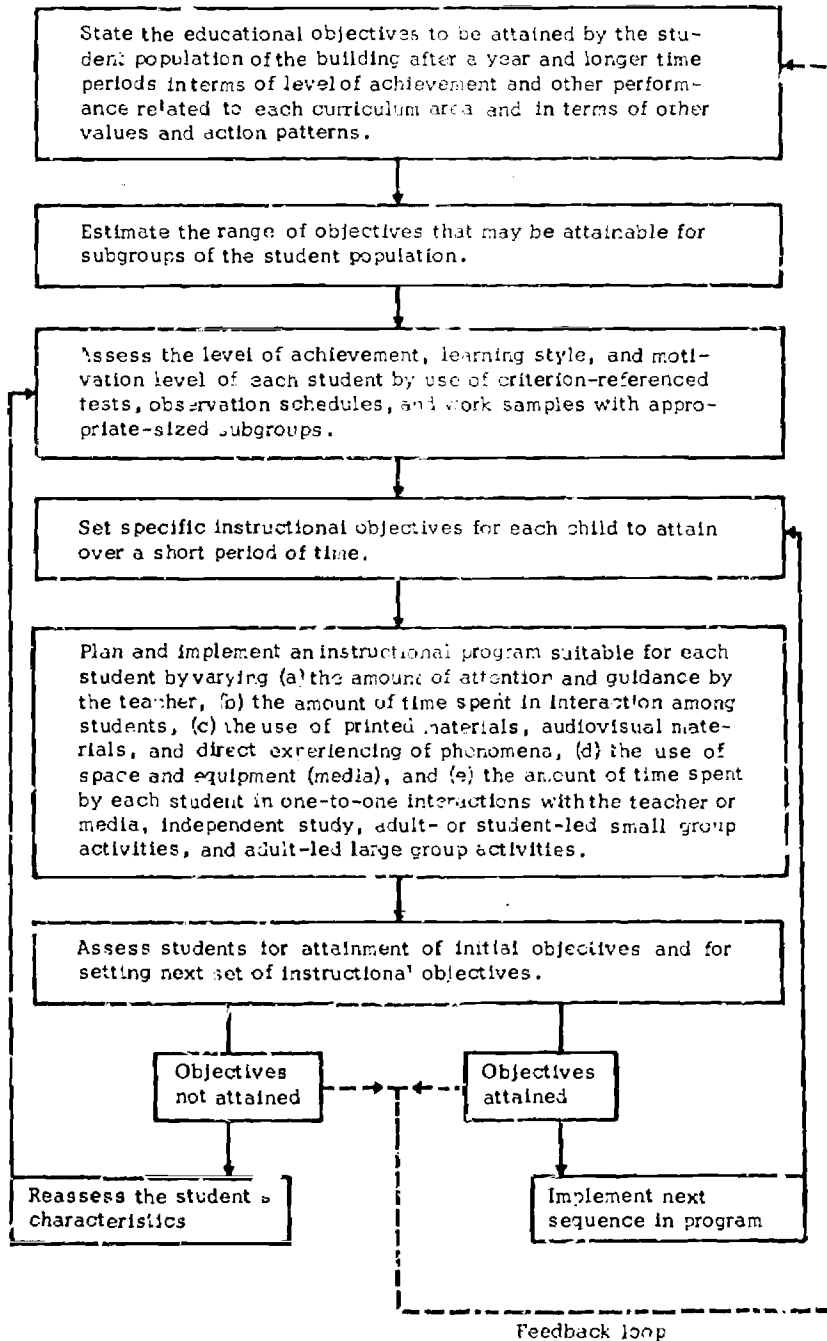 State the educational objectives to be attained by the stu-
dent population of the building after a year and longer time
periods in terms of level of achievement and other perform-
ance related to each curriculum area and in terms of other
values and action patterns.
Estimate the range of objectives that may be attainable for
subgroups of the student population.
Assess the level of achievement, learning style, and moti-
vation level of each student by use of criterion-referenced
tests, observation schedules, and work samples with appro-
priate-sized subgroups.
Set specific instructional objectives for each child to attain
over a short period of time.
Plan and implement an instructional program suitable for each
student by varying (a) the amount of attention and guidance by
the teacher, (b) the amount of time spent in interaction among
students, (c) the use of printed materials, audiovisual mate-
rials, and direct experiencing of phenomena, (d) the use of
space and equipment (media), and (e) the amount of time spent
by each student in one-to-one interactions with the teacher or
media, independent study, adult- or student-led small group
activities, and adult-led large group activities.
Assess students for attainment of initial objectives and for
setting next set of instructional objectives.
Objectives
not attained
Objectives
attained
Reassess the student's
characteristics
Implement next
sequence in program
Feedback loop